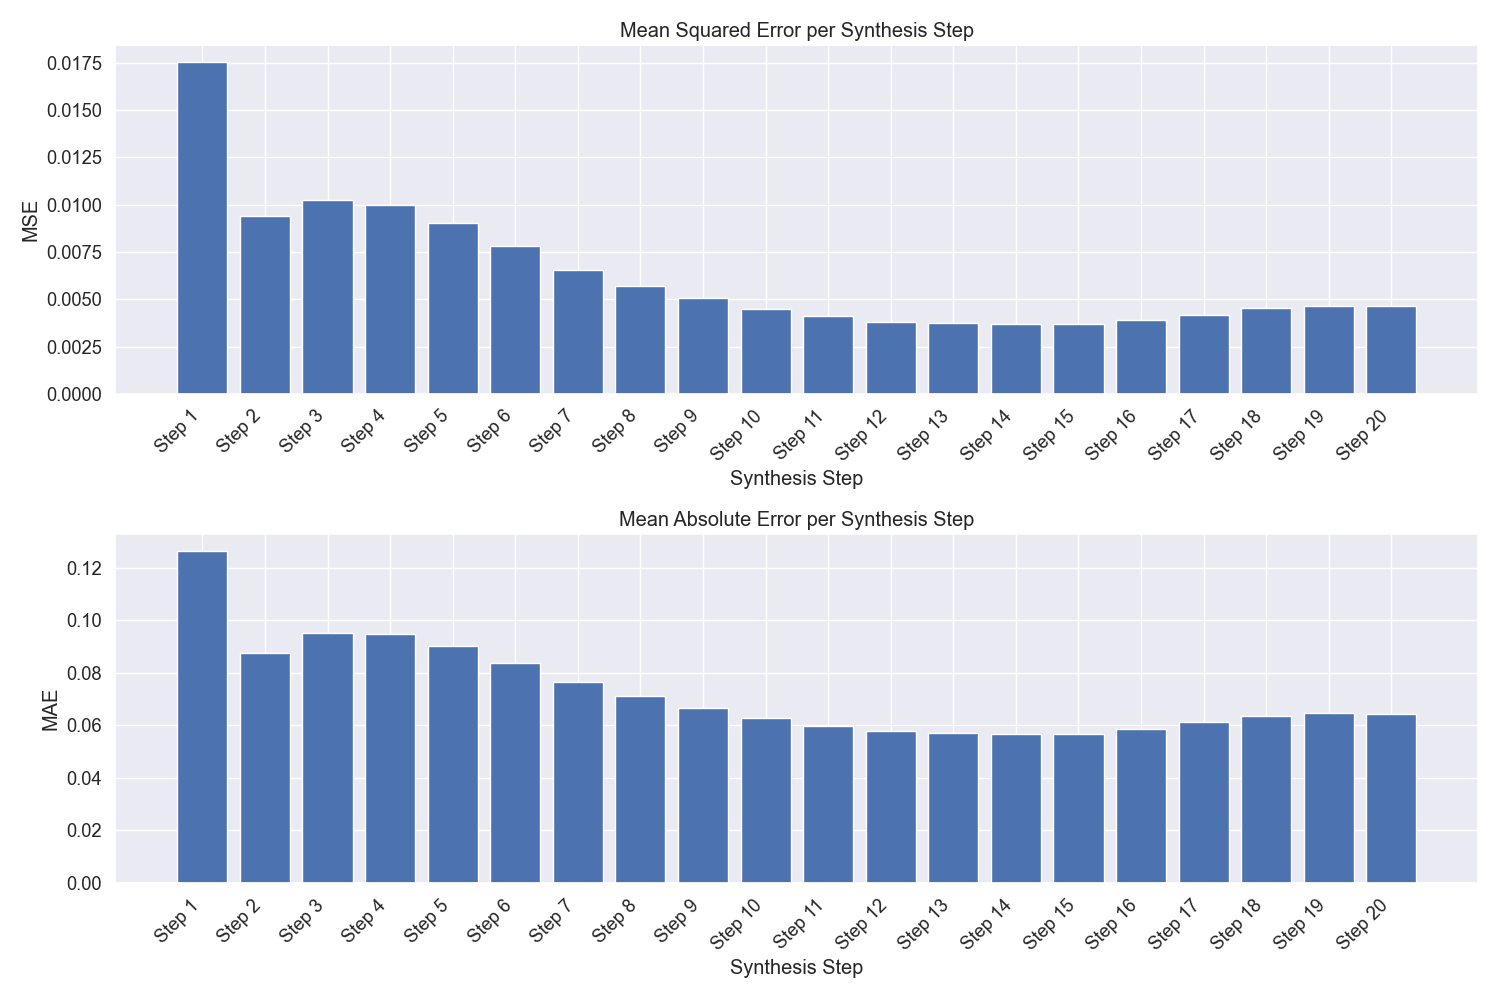 Mean Squared Error per Synthesis Step
0.0175
0.0150
0.0125
0.0100
0.0075
0.0050
0.0025
0.0000
MSE
Step 1
Step 2
Step 3
Step 4
Step 5
Step 6
Step 7
Step 8
Step 9
Step 10
Step 11
Step 12
Step 13
Step 14
Step 15
Step 16
Step 17
Step 18
Step 19
Step 20
Synthesis Step
Mean Absolute Error per Synthesis Step
0.12
0.10
0.08
0.06
0.04
0.02
0.00
MAE
Step 1
Step 2
Step 3
Step 4
Step 5
Step 6
Step 7
Step 8
Step 9
Step 10
Step 11
Step 12
Step 13
Step 14
Step 15
Step 16
Step 17
Step 18
Step 19
Step 20
Synthesis Step